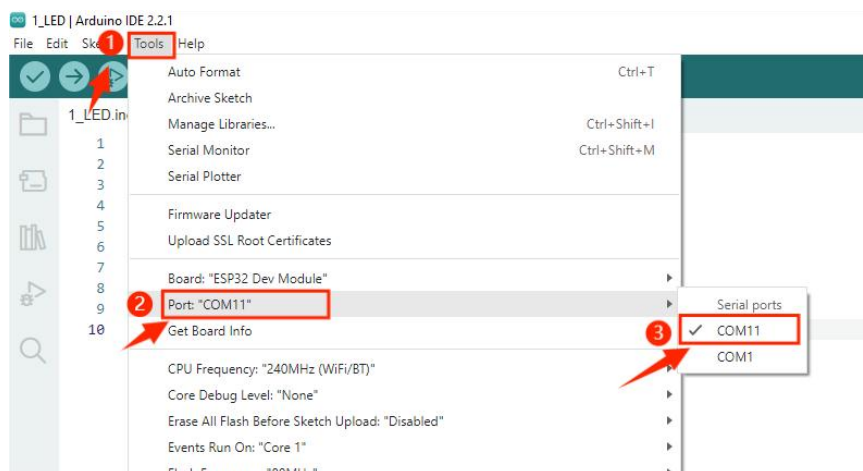 1_LED | Arduino IDE 2.2.1
File Edit Tools Help
1
Auto Format Ctrl+T
Archive Sketch
1_LED.in
Manage Libraries... Ctrl+Shift+I
1
Serial Monitor Ctrl+Shift+M
2
Serial Plotter
3
4
Firmware Updater
5
Upload SSL Root Certificates
6
7
Board: "ESP32 Dev Module"
8
2 Port: "COM11"
Serial ports
9
10
Get Board Info
3 COM11
COM1
CPU Frequency: "240MHz (WiFi/BT)"
Core Debug Level: "None"
Erase All Flash Before Sketch Upload: "Disabled"
Events Run On: "Core 1"